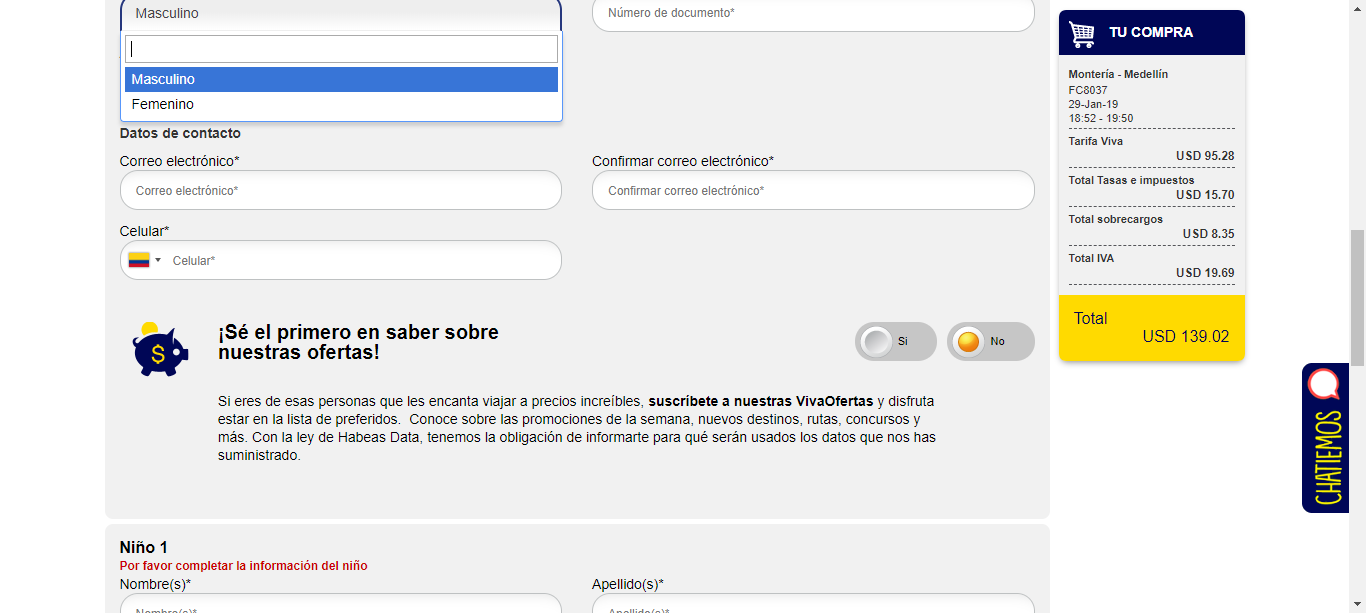 Masculino
Número de documento*
Masculino
Femenino
Datos de contacto
Correo electrónico*
Confirmar correo electrónico*
Correo electrónico*
Confirmar correo electrónico*
Celular*
Celular*
¡Sé el primero en saber sobre
nuestras ofertas!
Si
No
Si eres de esas personas que les encanta viajar a precios increíbles, suscríbete a nuestras VivaOfertas y disfruta
estar en la lista de preferidos. Conoce sobre las promociones de la semana, nuevos destinos, rutas, concursos y
más. Con la ley de Habeas Data, tenemos la obligación de informarte para qué serán usados los datos que nos has
suministrado.
Niño 1
Por favor completar la información del niño
Nombre(s)*
Apellido(s)*
Nombre(s)*
Apellido(s)*
TU COMPRA
Montería - Medellín
FC8037
29-Jan-19
18:52 - 19:50
Tarifa Viva
USD 95.28
Total Tasas e impuestos
USD 15.70
Total sobrecargos
USD 8.35
Total IVA
USD 19.69
Total
USD 139.02
CHATIEMOS